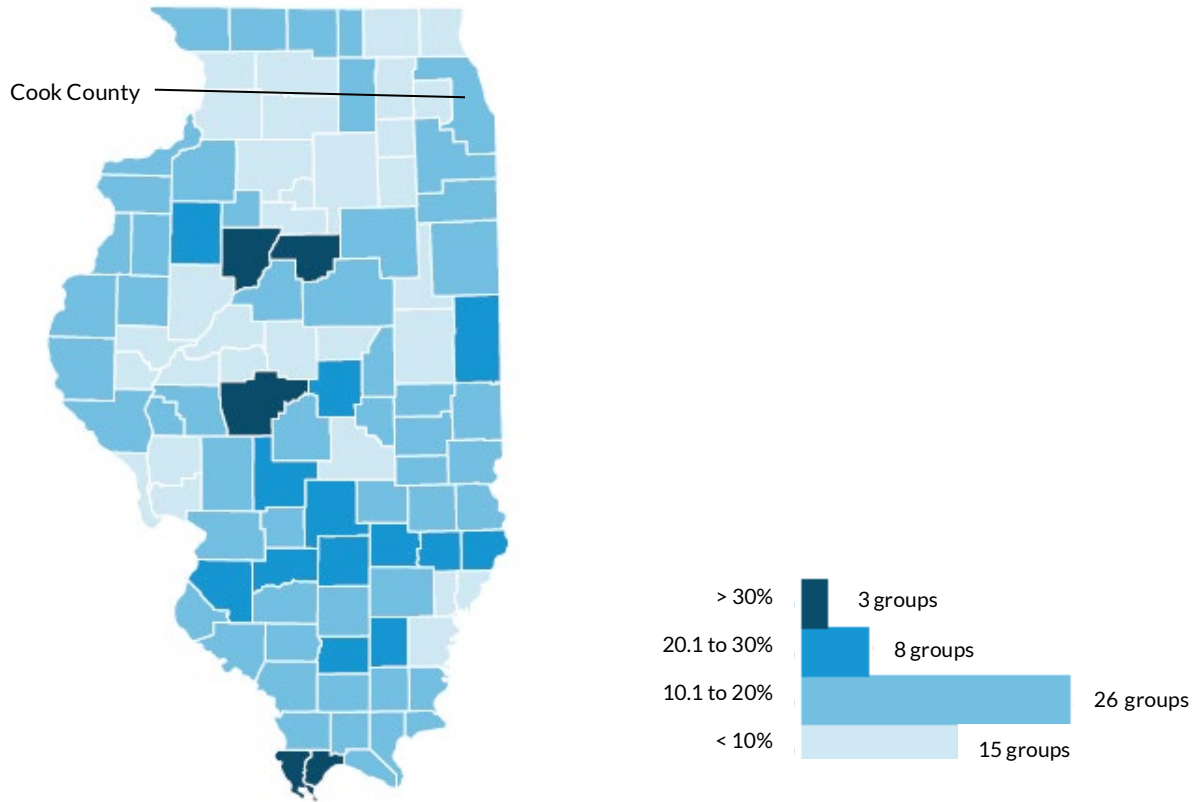 Cook County
> 30%
3 groups
20.1 to 30%
8 groups
10.1 to 20%
26 groups
< 10%
15 groups